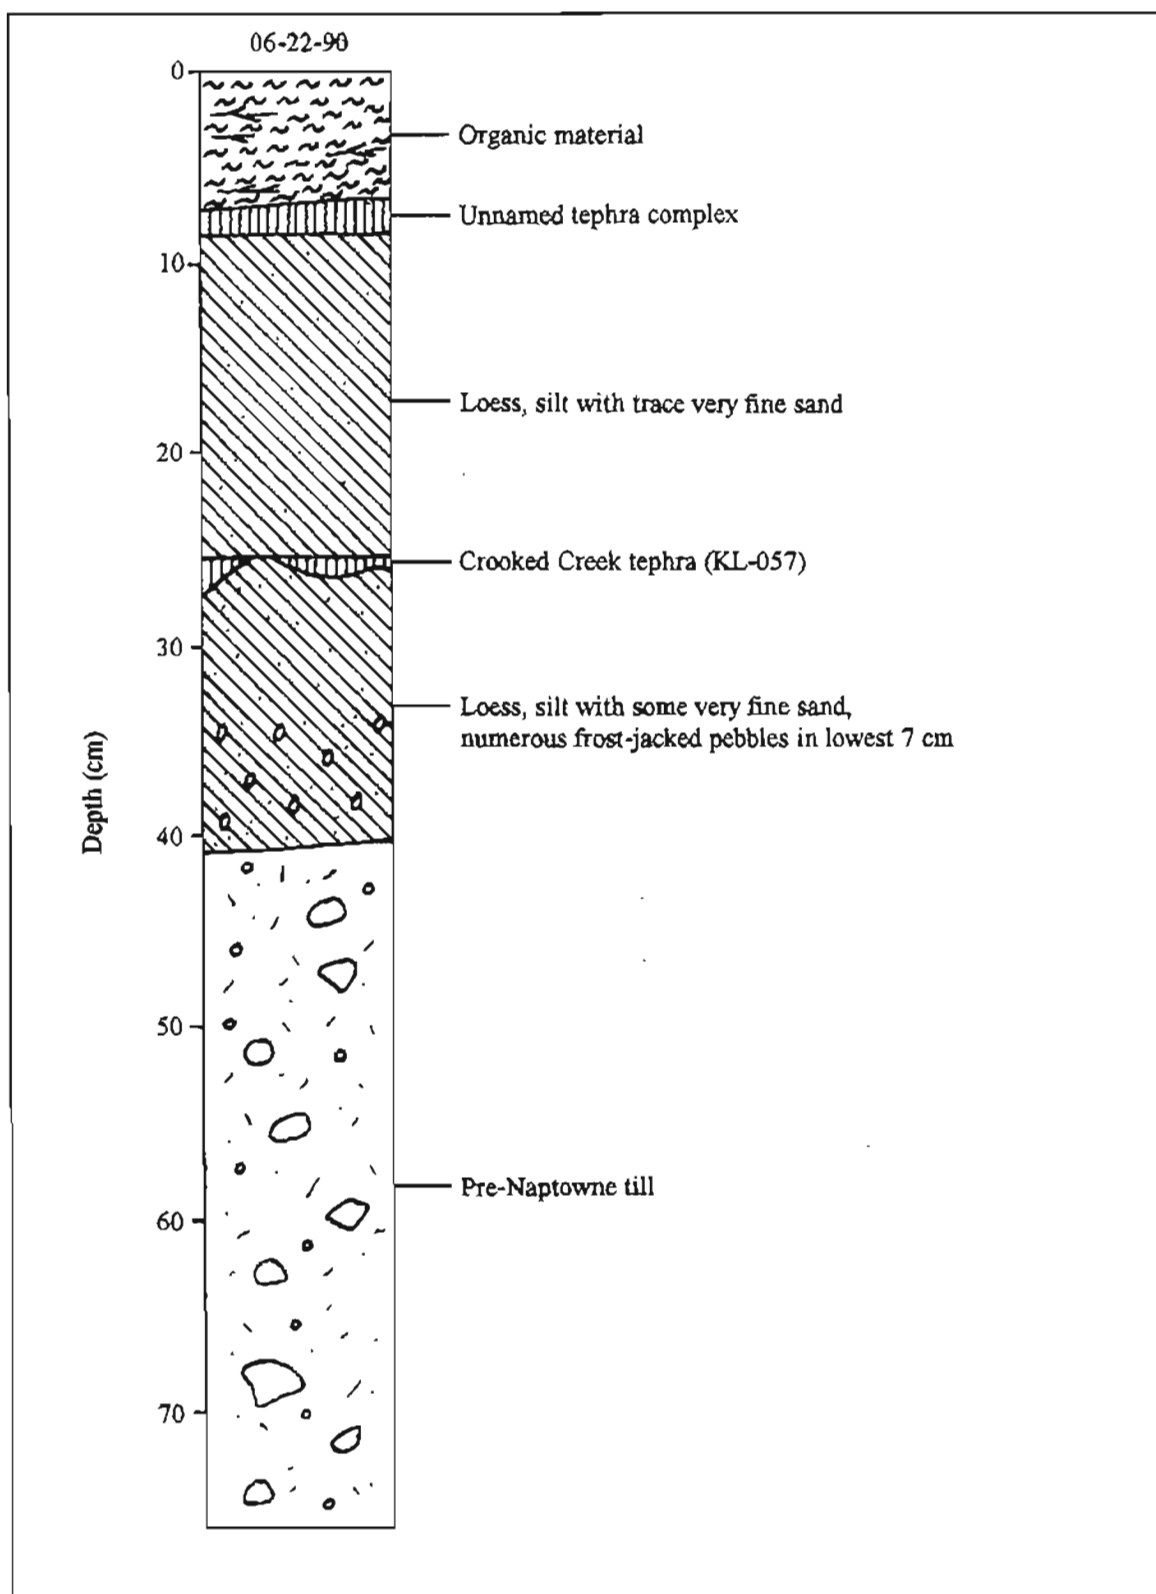 06-22-90
0
Organic material
Unnamed tephra complex
10
Loess, silt with trace very fine sand
20
Crooked Creek tephra (KL-057)
30
Loess, silt with some very fine sand,
numerous frost-jacked pebbles in lowest 7 cm
Depth (cm)
40
50
Pre-Naptowne till
60
70